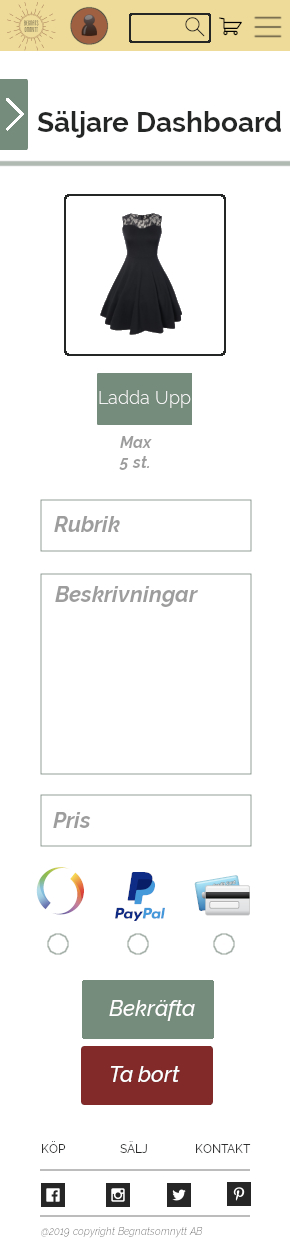 Säljare Dashboard
Ladda Upp
Max
5 st.
Rubrik
Beskrivningar
Pris
PayPal
Bekräfta
Ta bort
KÖP SÄLJ KONTAKT
@2019 copyright Begnatsomnytt AB